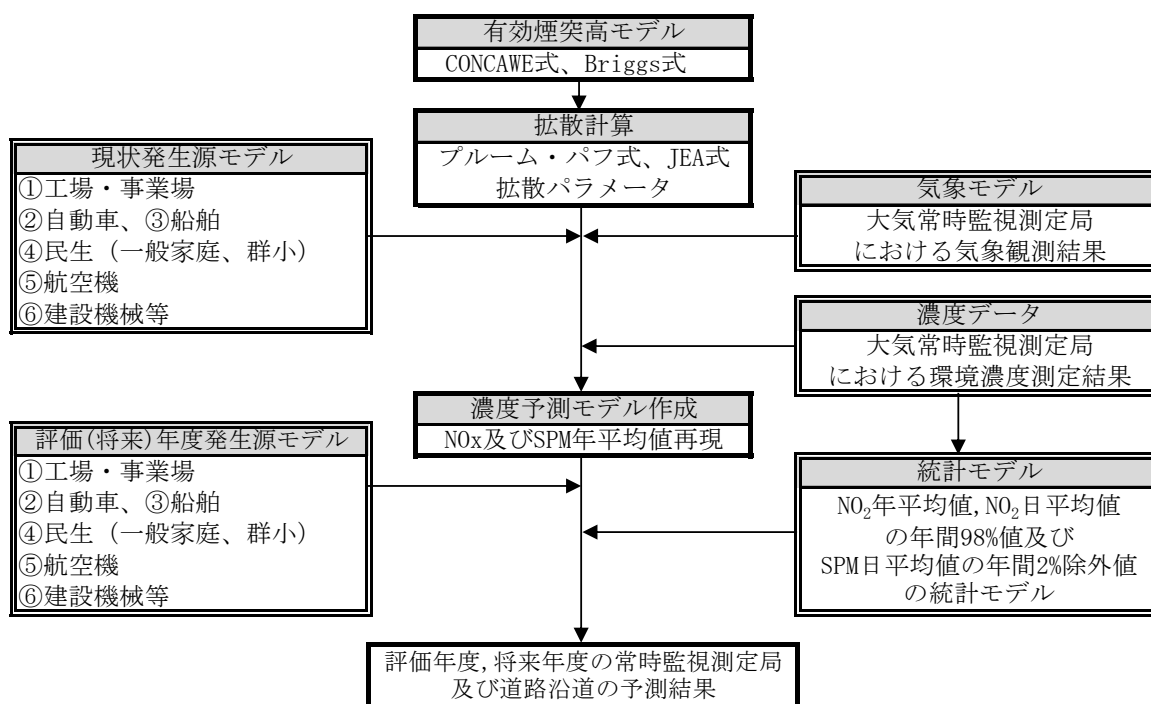 有効煙突高モデル
CONCAWE式、Briggs式
拡散計算
プルーム・パフ式、JEA式
拡散パラメータ
現状発生源モデル
①工場・事業場
②自動車、③船舶
④民生（一般家庭、群小）
⑤航空機
⑥建設機械等
気象モデル
大気常時監視測定局
における気象観測結果
濃度データ
大気常時監視測定局
における環境濃度測定結果
濃度予測モデル作成
NOx及びSPM年平均値再現
評価(将来)年度発生源モデル
①工場・事業場
②自動車、③船舶
④民生（一般家庭、群小）
⑤航空機
⑥建設機械等
統計モデル
NO₂年平均値,NO₂日平均値
の年間98%値及び
SPM日平均値の年間2%除外値
の統計モデル
評価年度,将来年度の常時監視測定局
及び道路沿道の予測結果